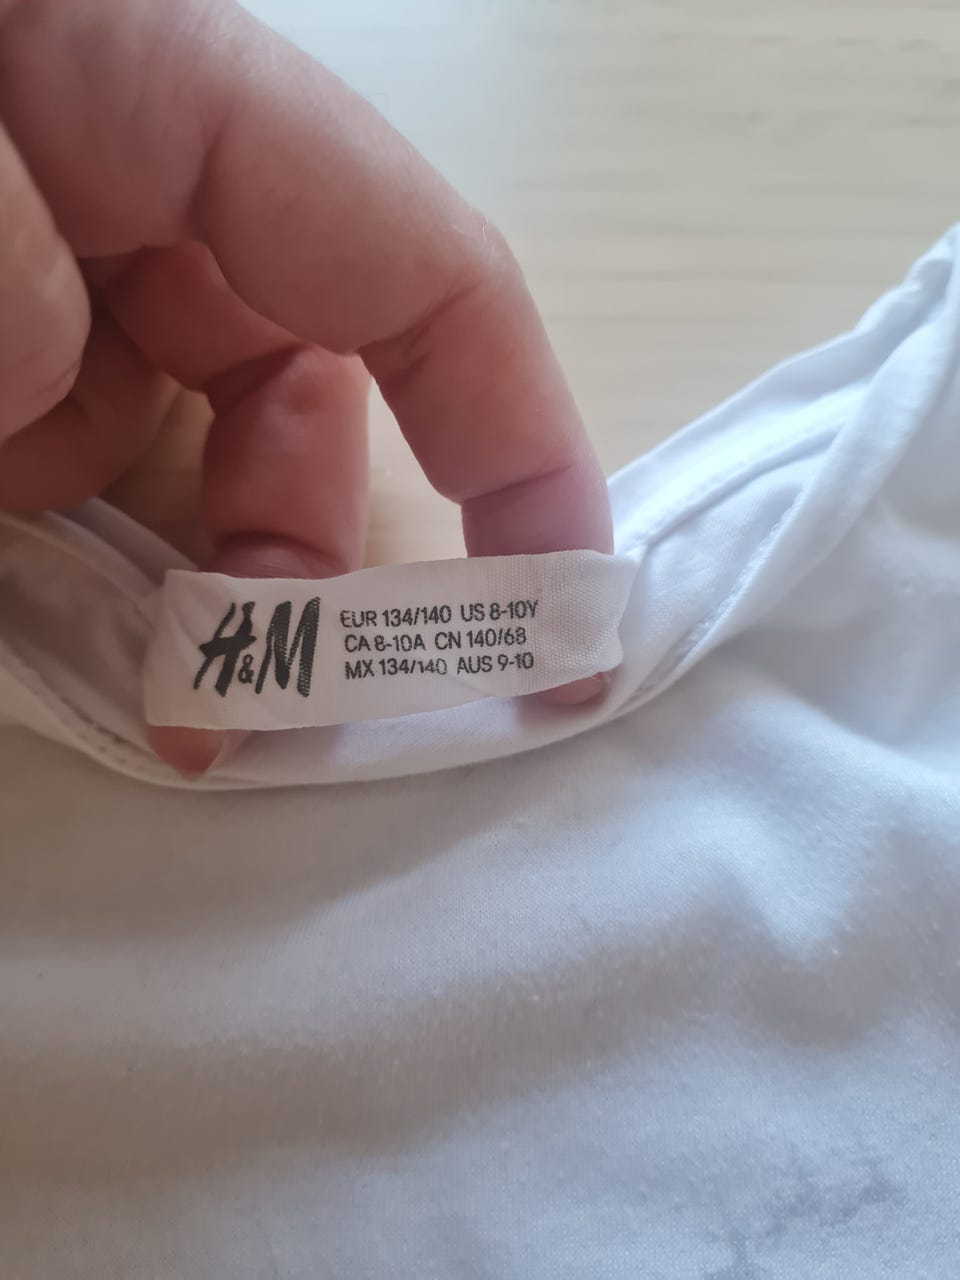 H&M
EUR 134/140 US 8-10Y
CA 8-10A CN 140/68
MX 134/140 AUS 9-10